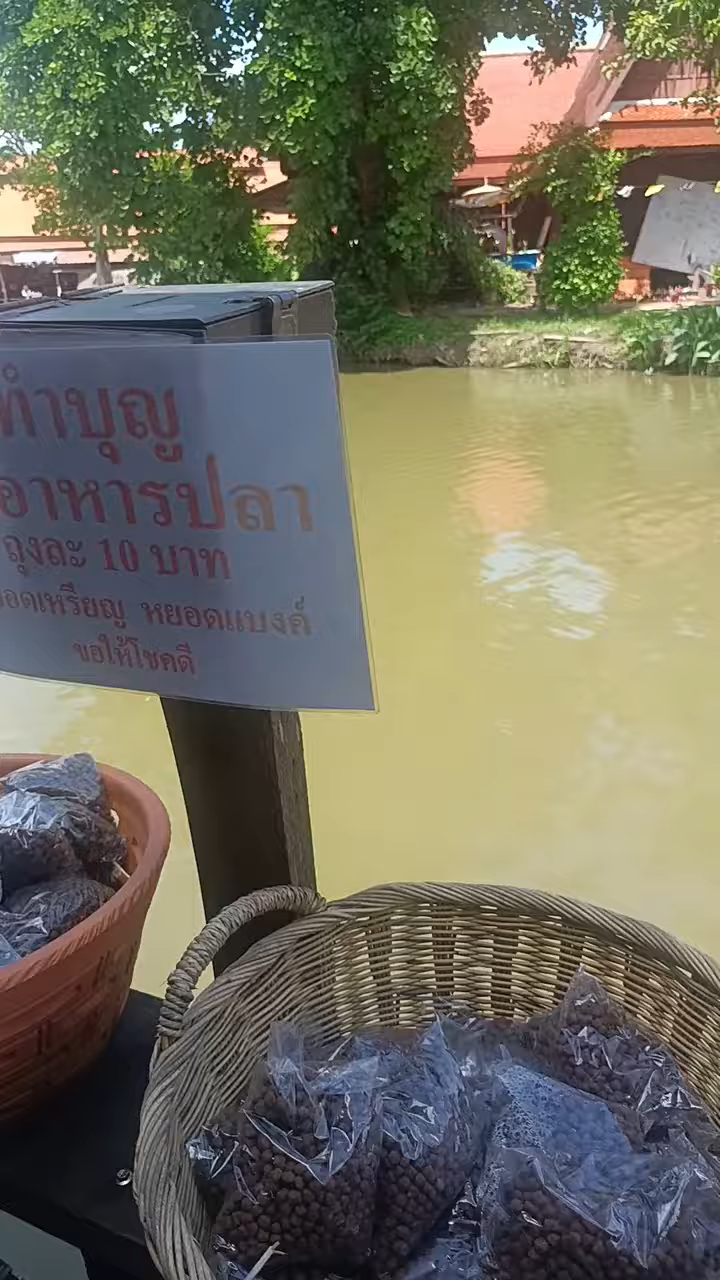 ทำบุญ
อาหารปลา
ถุงละ 10 บาท
หยอดเหรียญ หยอดแบงค์
ขอให้โชคดี